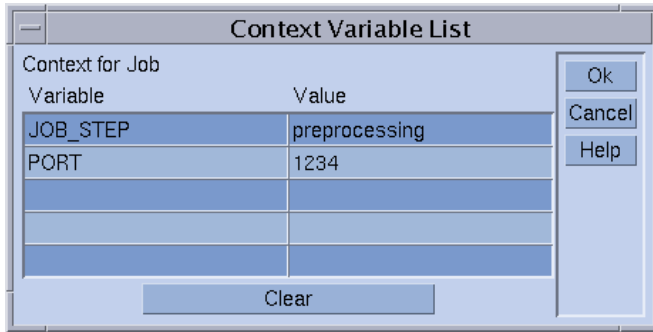 Context Variable List
Context for Job
Variable Value
JOB_STEP preprocessing
PORT 1234
Clear
Ok
Cancel
Help